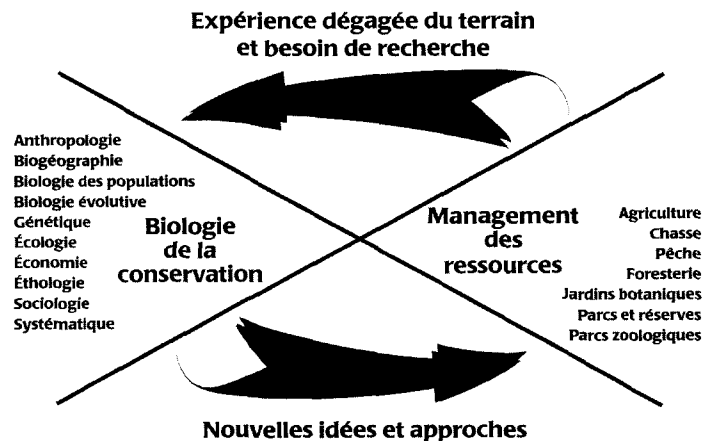 Expérience dégagée du terrain
et besoin de recherche
Anthropologie
Biogéographie
Biologie des populations
Biologie évolutive
Génétique
Écologie
Économie
Éthologie
Sociologie
Systématique
Biologie
de la
conservation
Management
des
ressources
Agriculture
Chasse
Pêche
Foresterie
Jardins botaniques
Parcs et réserves
Parcs zoologiques
Nouvelles idées et approches